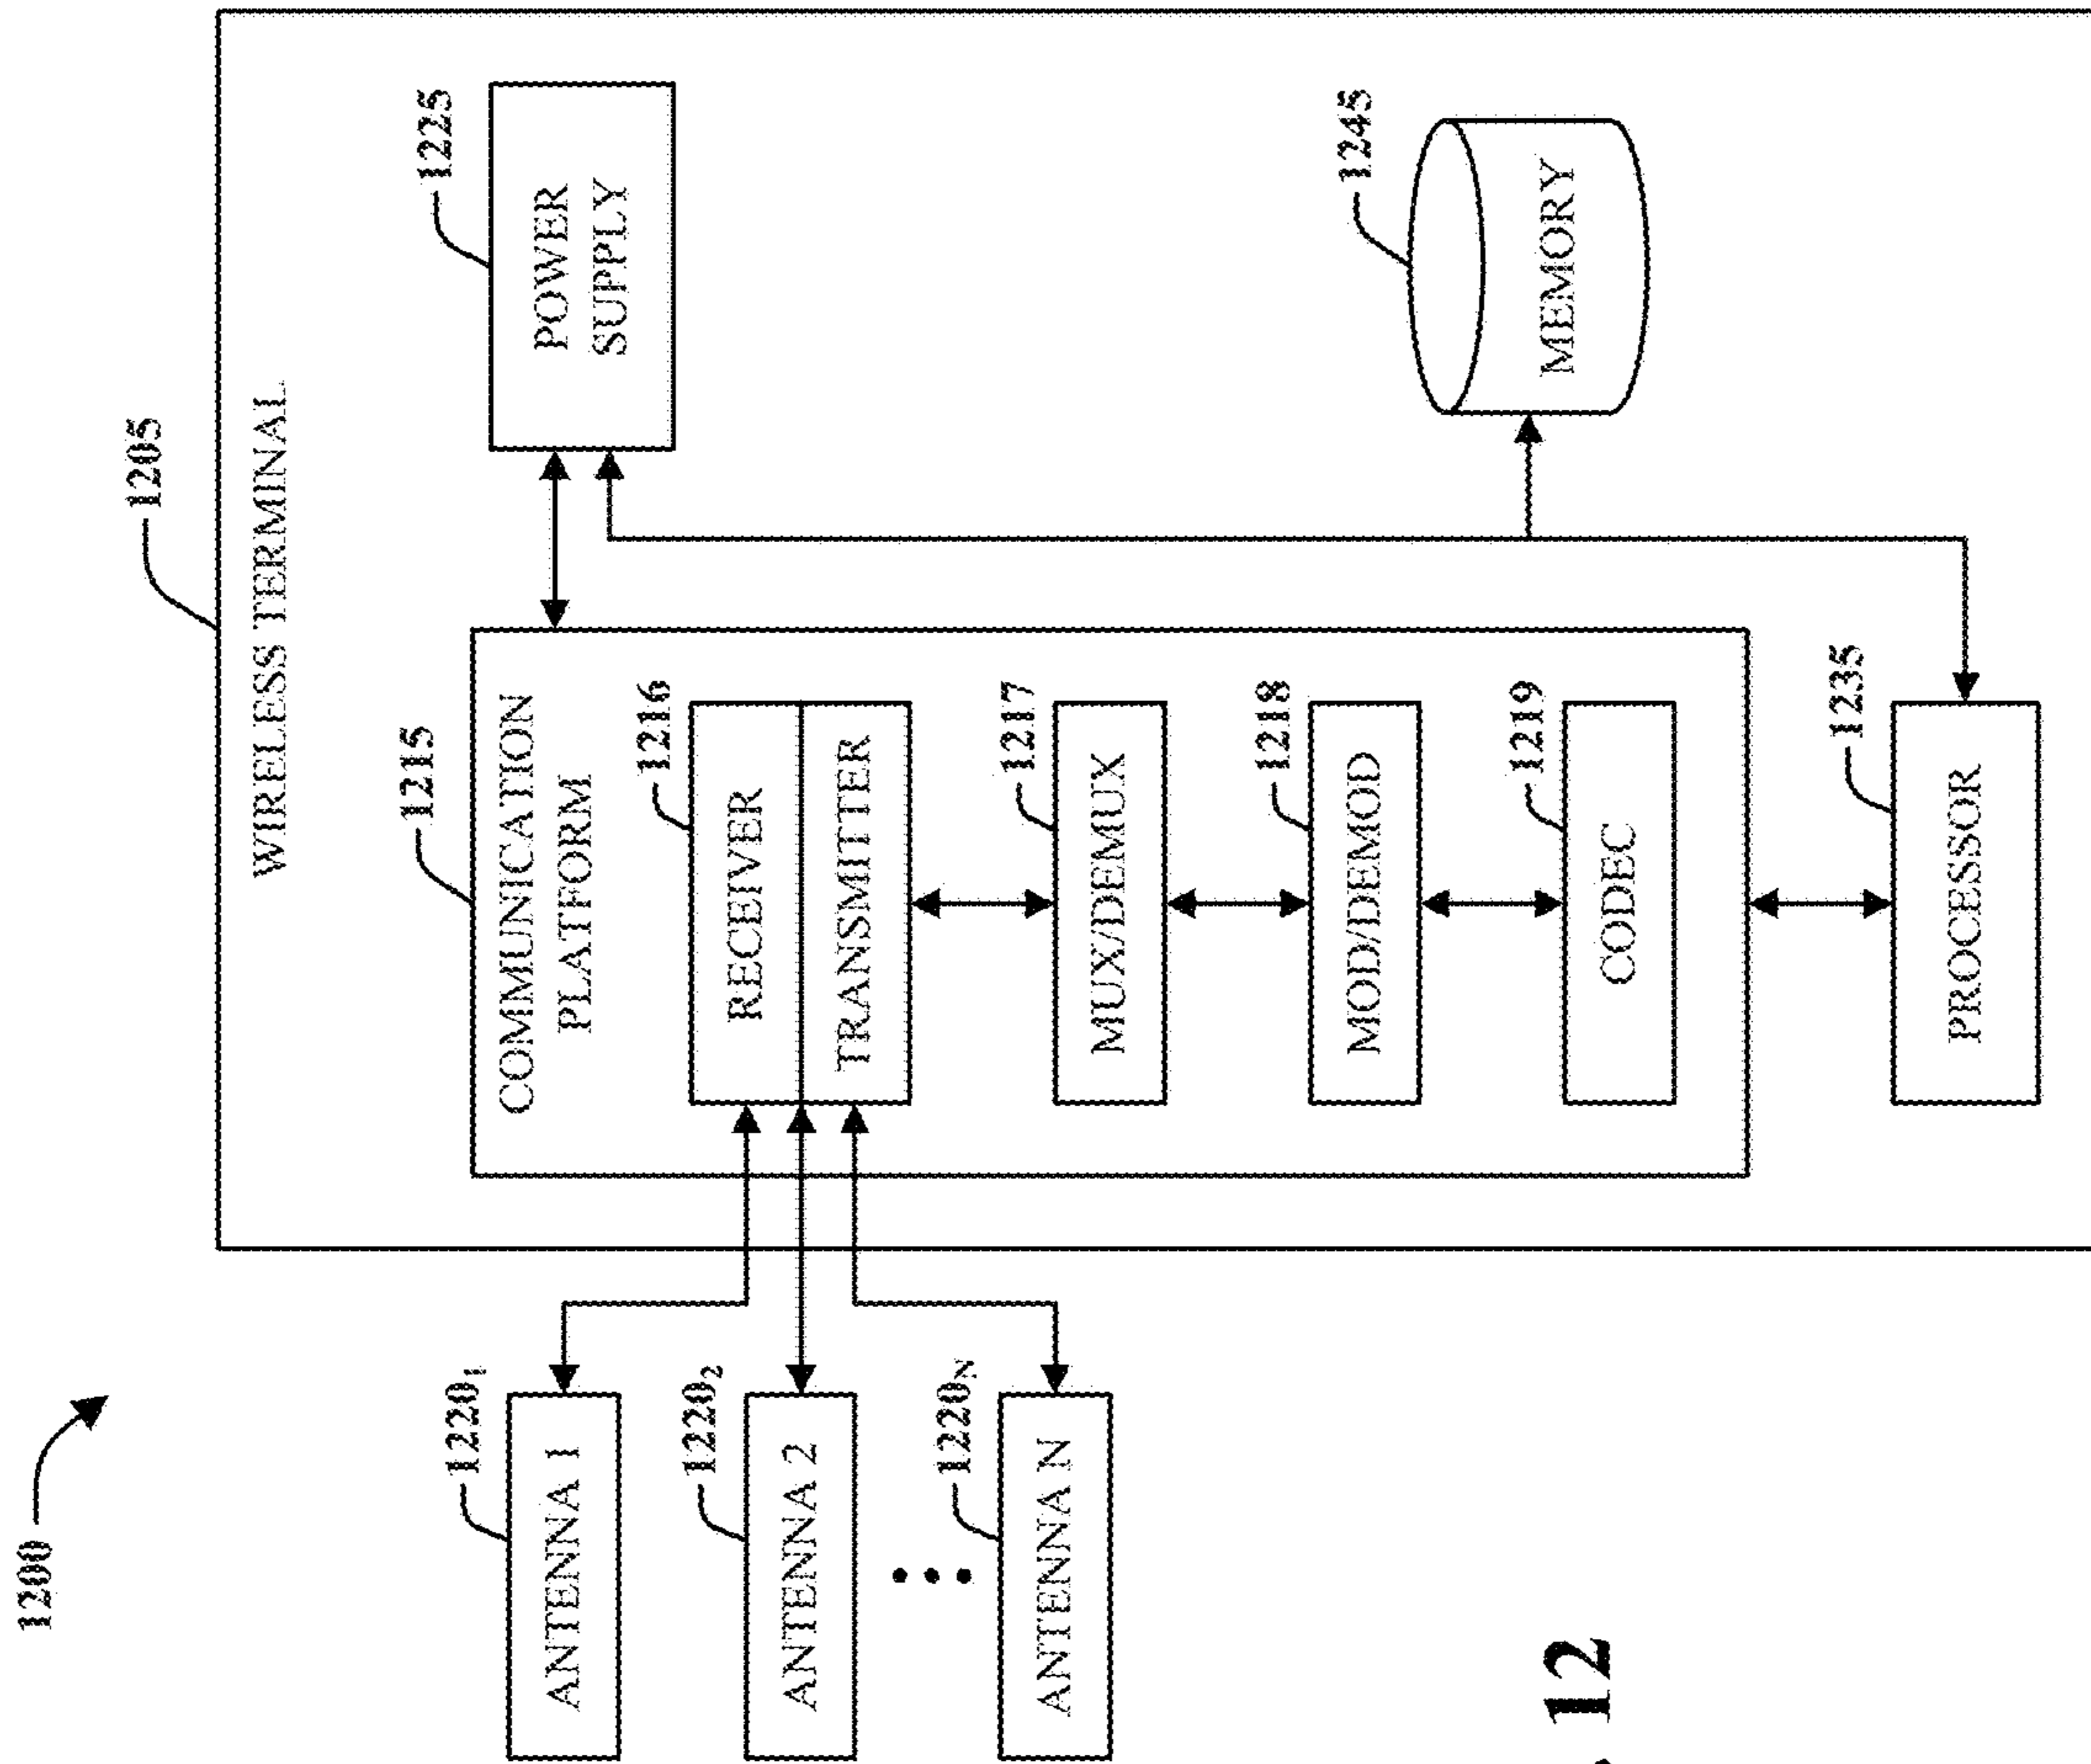 1200
1205
WIRELESS TERMINAL
1215
COMMUNICATION
PLATFORM
1225
POWER
SUPPLY
1220₁
ANTENNA 1
1220₂
ANTENNA 2
1220N
ANTENNA N
1216
RECEIVER
TRANSMITTER
1217
MUX/DEMUX
1218
MOD/DEMOD
1219
CODEC
1245
MEMORY
1235
PROCESSOR
12